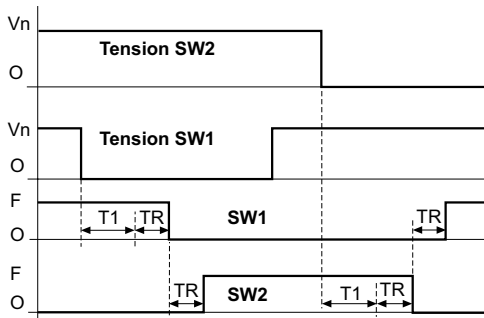 Vn
Tension SW2
O
Vn
Tension SW1
O
F
T1 TR SW1 TR
O
F
TR SW2 T1 TR
O